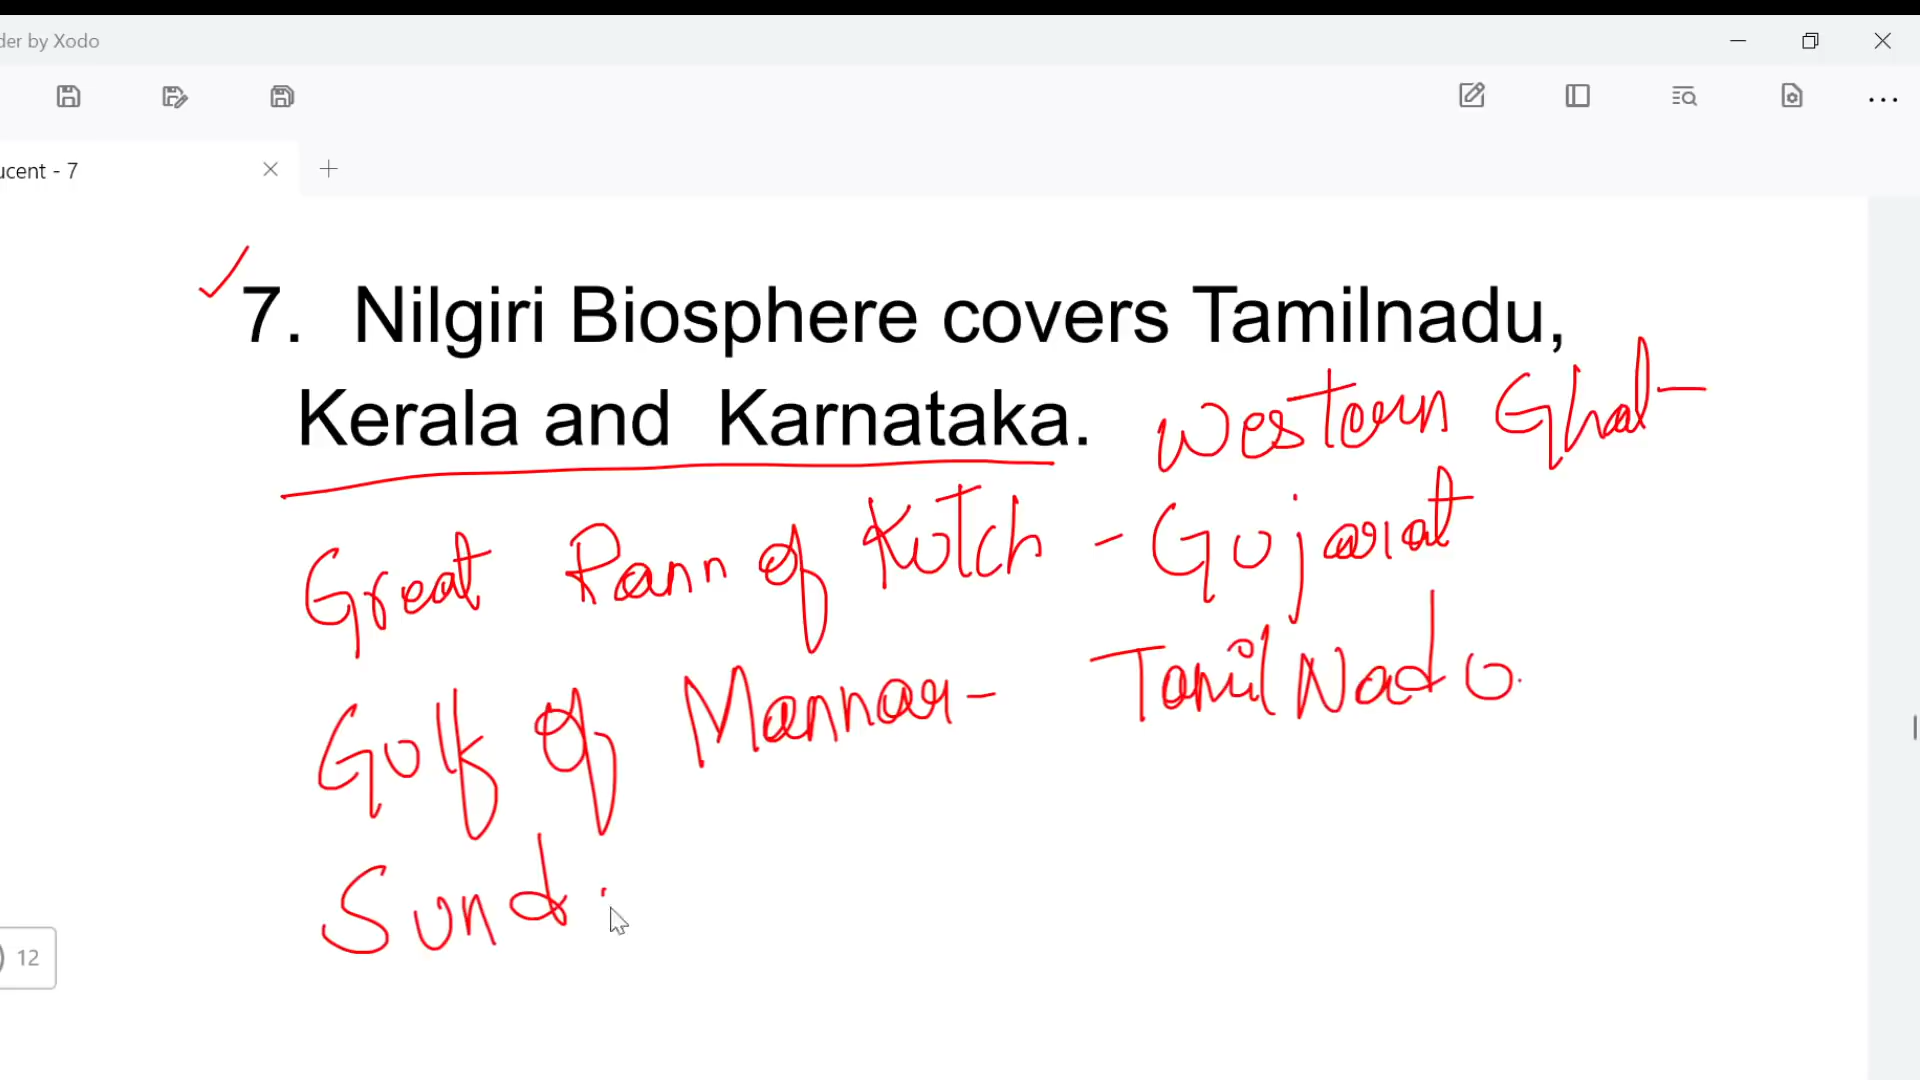 der by Xodo
ucent - 7
7. Nilgiri Biosphere covers Tamilnadu,
Kerala and Karnataka.
Western Ghat
Great Rann of Kutch - Gujarat
Gulf of Mannar - Tamil Nadu.
Sund
12